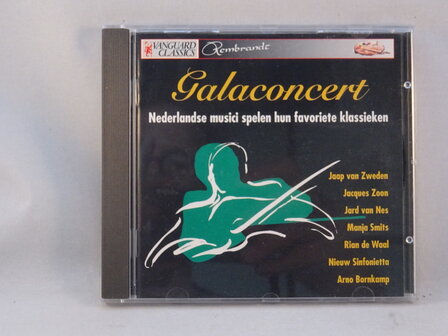 VANGUARD
CLASSICS
Rembrandt
Galaconcert
Nederlandse musici spelen hun favoriete klassieken
Jaap van Zweden
Jacques Zoon
Jard van Nes
Manja Smits
Rian de Waal
Nieuw Sinfonietta
Arno Bornkamp